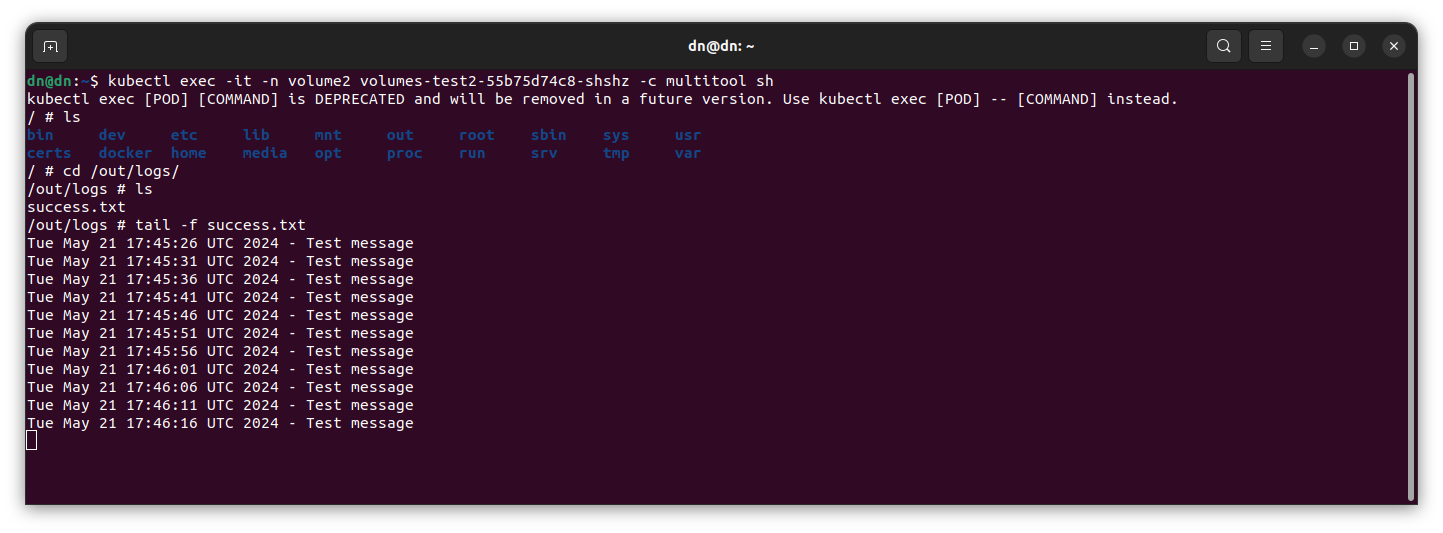 dn@dn: ~
dn@dn:~$ kubectl exec -it -n volume2 volumes-test2-55b75d74c8-shshz -c multitool sh
kubectl exec [POD] [COMMAND] is DEPRECATED and will be removed in a future version. Use kubectl exec [POD] -- [COMMAND] instead.
/ # ls
bin     dev     etc     lib     mnt     out     root    sbin    sys     usr
certs   docker  home    media   opt     proc    run     srv     tmp     var
/ # cd /out/logs/
/out/logs # ls
success.txt
/out/logs # tail -f success.txt
Tue May 21 17:45:26 UTC 2024 - Test message
Tue May 21 17:45:31 UTC 2024 - Test message
Tue May 21 17:45:36 UTC 2024 - Test message
Tue May 21 17:45:41 UTC 2024 - Test message
Tue May 21 17:45:46 UTC 2024 - Test message
Tue May 21 17:45:51 UTC 2024 - Test message
Tue May 21 17:45:56 UTC 2024 - Test message
Tue May 21 17:46:01 UTC 2024 - Test message
Tue May 21 17:46:06 UTC 2024 - Test message
Tue May 21 17:46:11 UTC 2024 - Test message
Tue May 21 17:46:16 UTC 2024 - Test message